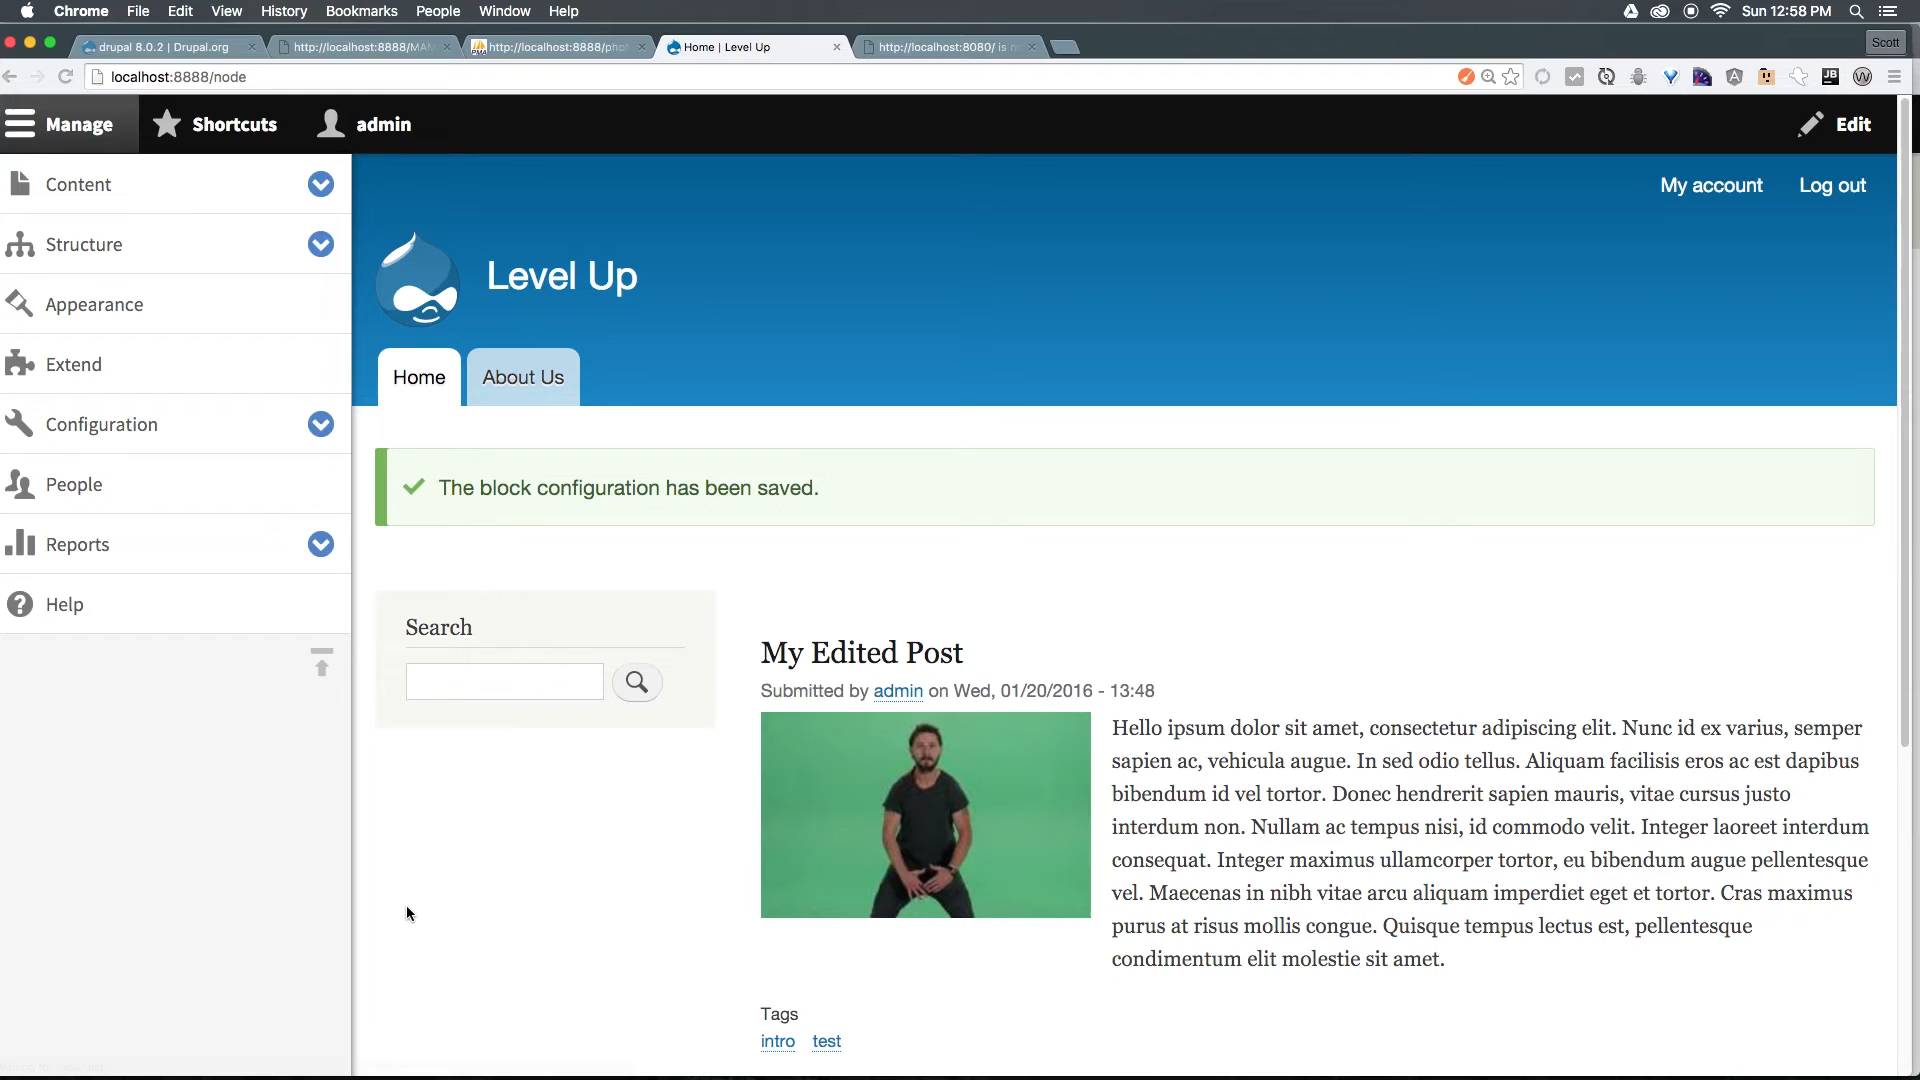 Chrome File Edit View History Bookmarks People Window Help
Sun 12:58 PM
drupal 8.0.2 | Drupal.org
http://localhost:8888/MAM
http://localhost:8888/php
Home | Level Up
http://localhost:8080/ is n
Scott
localhost:8888/node
Manage
Shortcuts
admin
Edit
Content
Structure
Appearance
Extend
Configuration
People
Reports
Help
My account
Log out
Level Up
Home
About Us
The block configuration has been saved.
Search
My Edited Post
Submitted by admin on Wed, 01/20/2016 - 13:48
Hello ipsum dolor sit amet, consectetur adipiscing elit. Nunc id ex varius, semper
sapien ac, vehicula augue. In sed odio tellus. Aliquam facilisis eros ac est dapibus
bibendum id vel tortor. Donec hendrerit sapien mauris, vitae cursus justo
interdum non. Nullam ac tempus nisi, id commodo velit. Integer laoreet interdum
consequat. Integer maximus ullamcorper tortor, eu bibendum augue pellentesque
vel. Maecenas in nibh vitae arcu aliquam imperdiet eget et tortor. Cras maximus
purus at risus mollis congue. Quisque tempus lectus est, pellentesque
condimentum elit molestie sit amet.
Tags
intro test